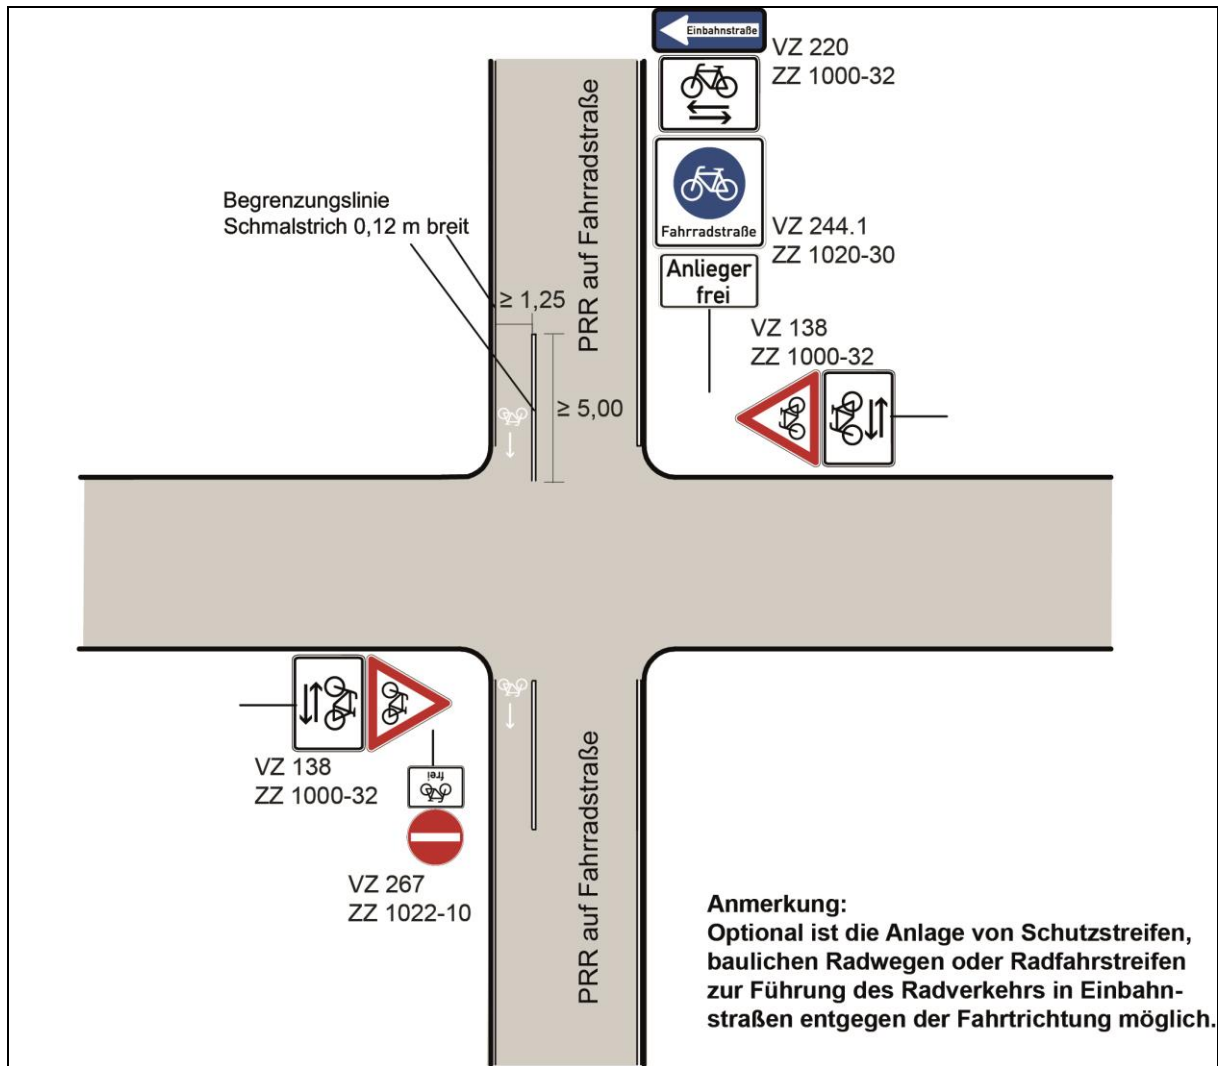 Einbahnstraße
VZ 220
ZZ 1000-32
Fahrradstraße
VZ 244.1
ZZ 1020-30
Anlieger
frei
PRR auf Fahrradstraße
Begrenzungslinie
Schmalstrich 0,12 m breit
≥ 1,25
≥ 5,00
VZ 138
ZZ 1000-32
VZ 138
ZZ 1000-32
frei
VZ 267
ZZ 1022-10
PRR auf Fahrradstraße
Anmerkung:
Optional ist die Anlage von Schutzstreifen,
baulichen Radwegen oder Radfahrstreifen
zur Führung des Radverkehrs in Einbahn-
straßen entgegen der Fahrtrichtung möglich.